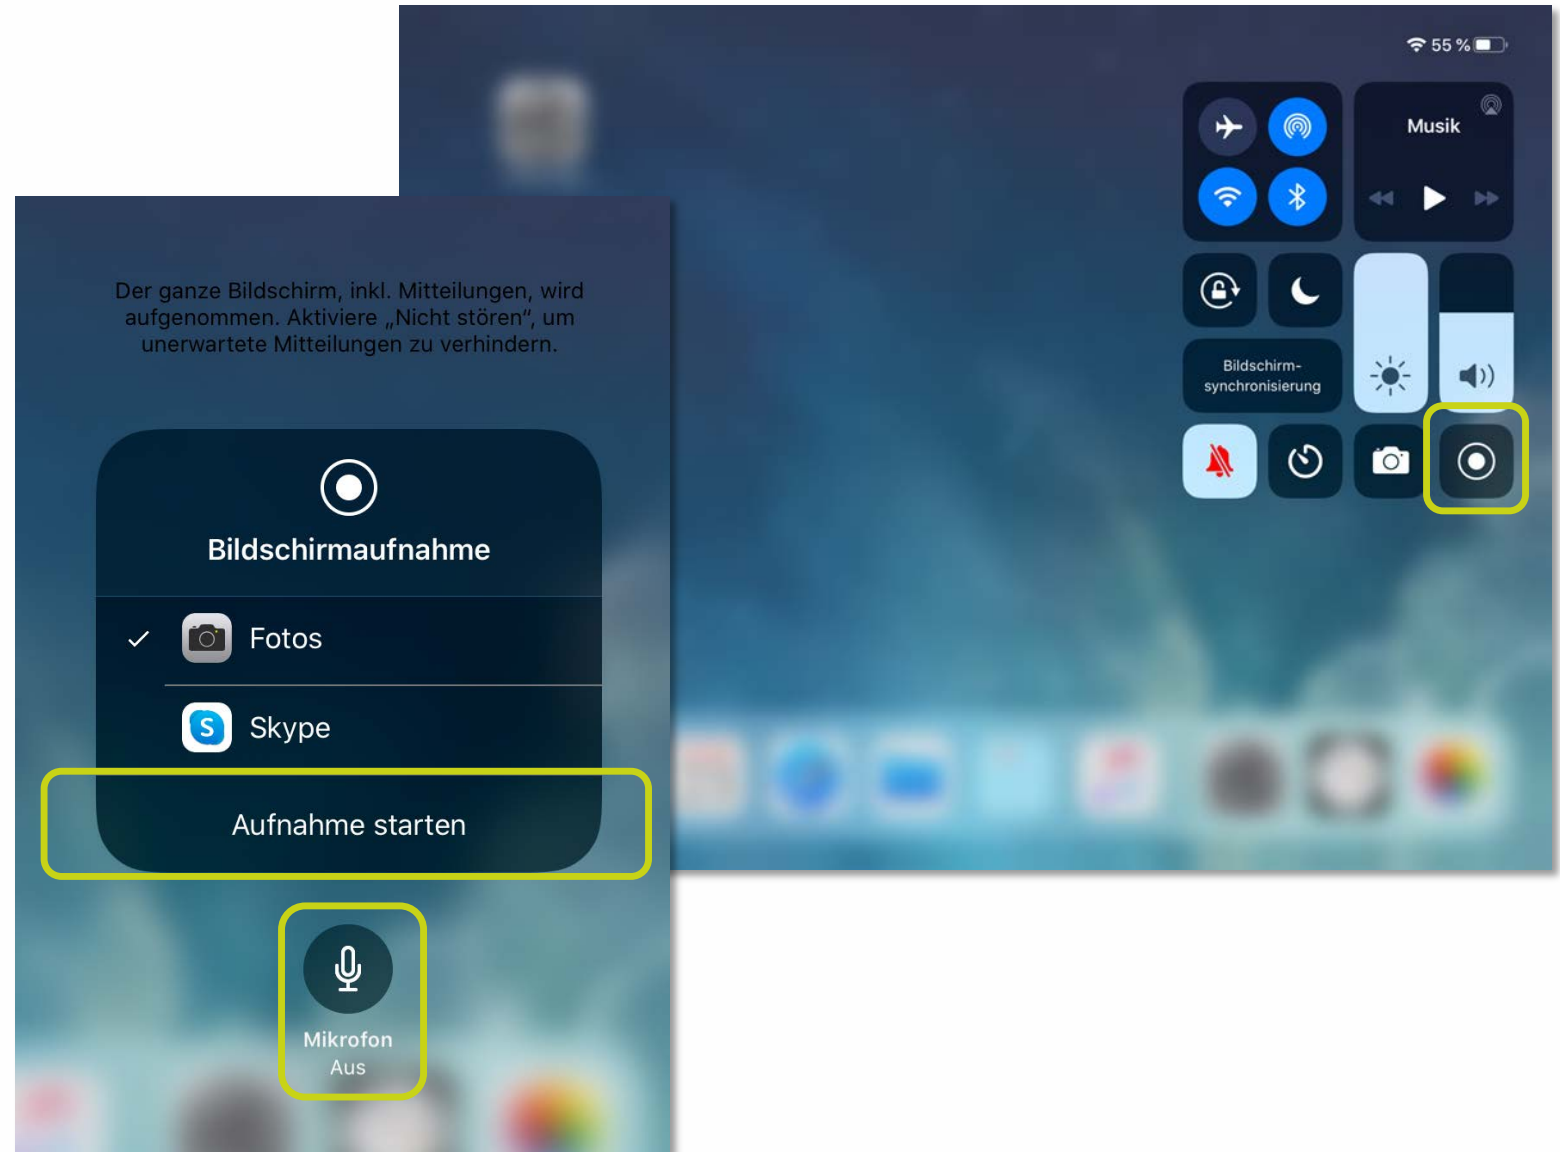 55 %
Musik
Bildschirm-
synchronisierung
Der ganze Bildschirm, inkl. Mitteilungen, wird
aufgenommen. Aktiviere „Nicht stören“, um
unerwartete Mitteilungen zu verhindern.
Bildschirmaufnahme
Fotos
S
Skype
Aufnahme starten
Mikrofon
Aus